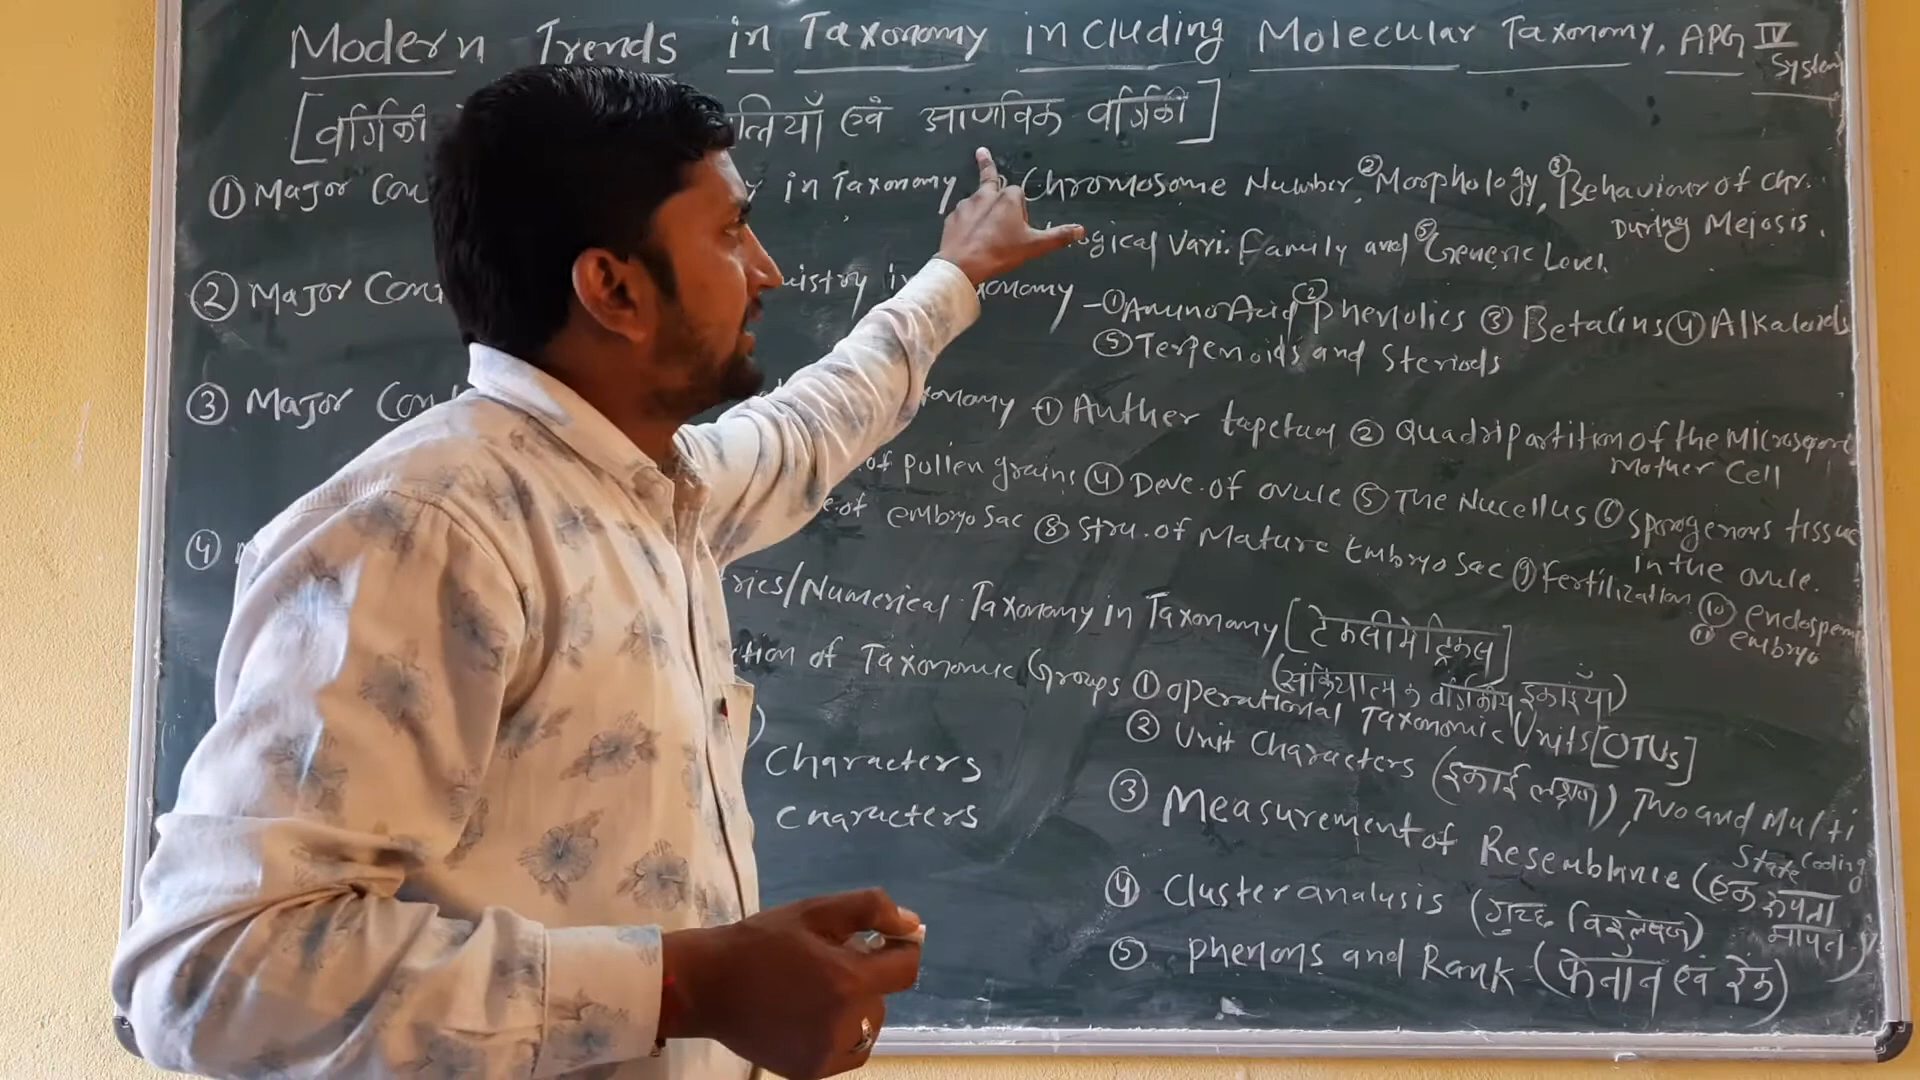 Modern Trends in Taxonomy including Molecular Taxonomy, APG IV System
[वर्गिकी तियाँ एवं आणविक वर्गिकी]
① Major Con in Taxonomy Chromosome Number, ② Morphology, ③ Behaviour of Chr. During Meiosis.
ogical Vari. Family and ⑤ Generic Level.
② Major Con mistry in onomy - ① Amino Acid ② Phenolics ③ Betalins ④ Alkaloids
⑤ Terpenoids and Steriods
③ Major Con onomy ① Anther tapetum ② Quadripartition of the Microspore Mother Cell
of pollen grains ④ Deve. of ovule ⑤ The Nucellus ⑥ Sporogenous tissue in the ovule.
e. of embryo Sac ⑧ Stru. of Mature Embryo Sac ⑨ Fertilization ⑩ endosperm
⑪ embryo
④ rics/Numerical Taxonomy in Taxonomy [टेक्सीमेट्रिक्स]
(संक्रियात्मक वर्गिकीय इकाइयाँ)
ction of Taxonomic Groups ① Operational Taxonomic Units [OTUs]
② Unit Characters (इकाई लक्षण), Two and Multi State Coding
) Characters
Characters
③ Measurement of Resemblance (एक रूपता मापन)
④ Cluster analysis (गुच्छ विश्लेषण)
⑤ Phenons and Rank (फेनॉन एवं रैंक)